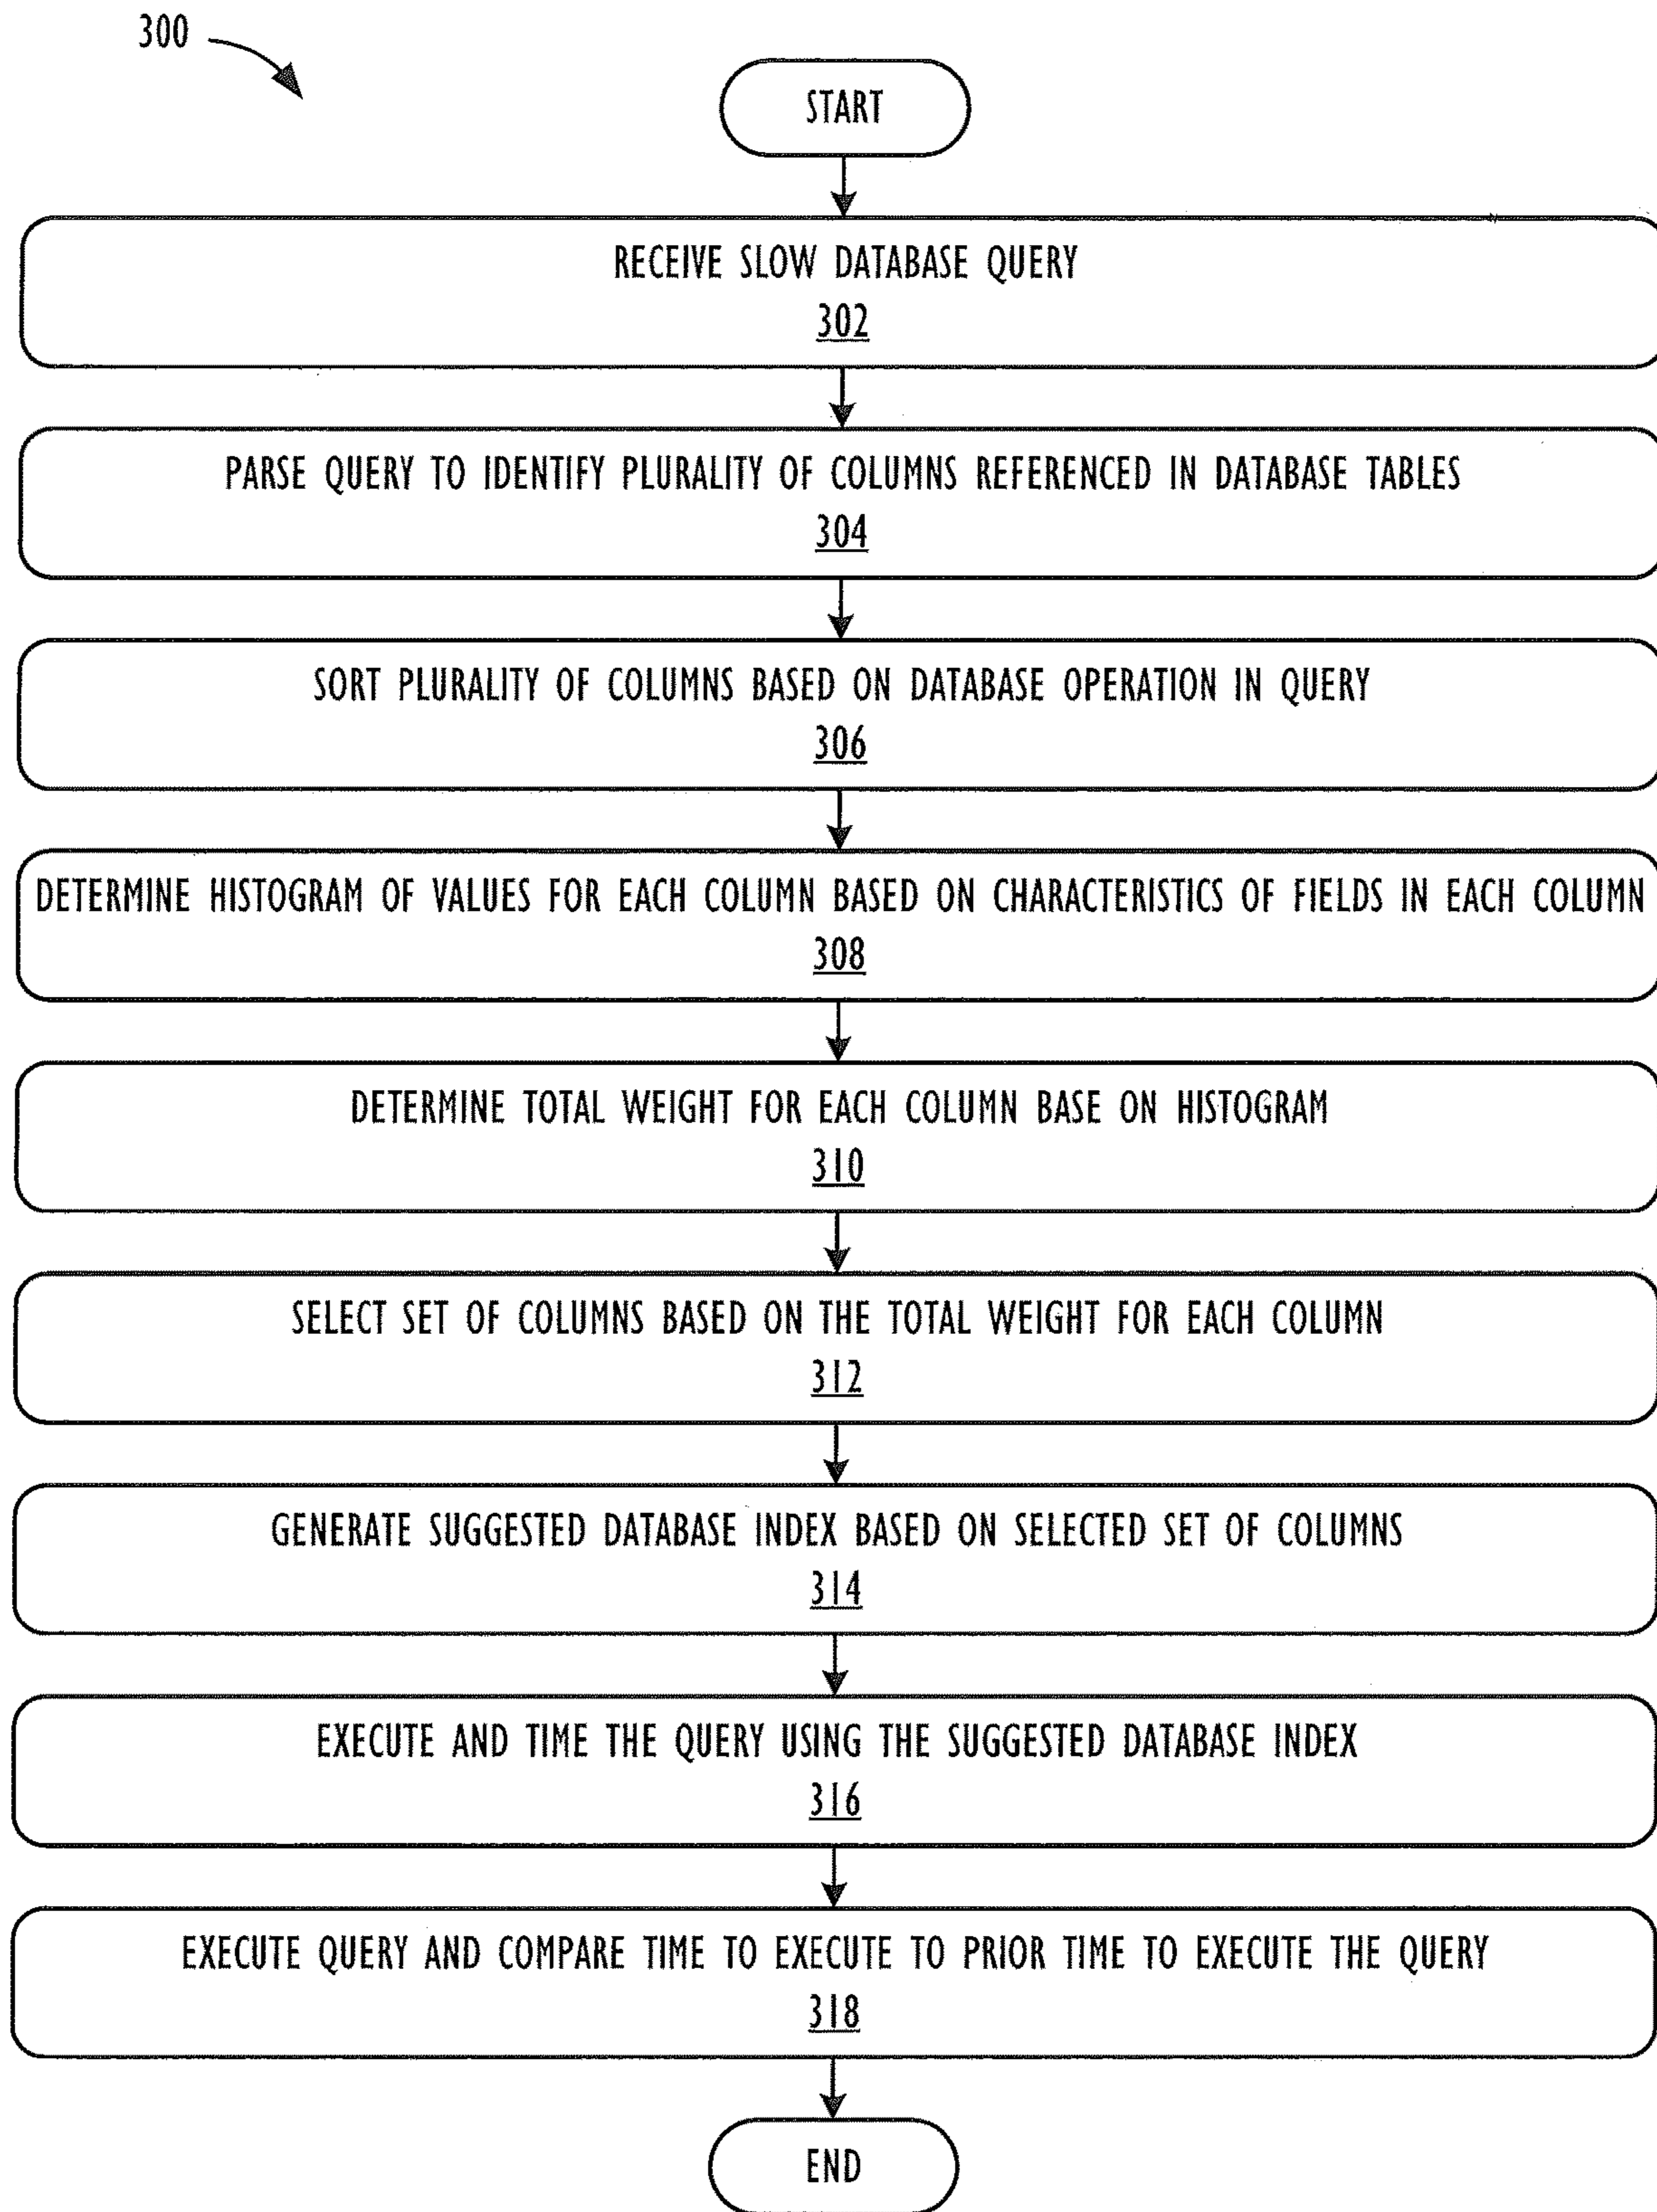 300
START
RECEIVE SLOW DATABASE QUERY
302
PARSE QUERY TO IDENTIFY PLURALITY OF COLUMNS REFERENCED IN DATABASE TABLES
304
SORT PLURALITY OF COLUMNS BASED ON DATABASE OPERATION IN QUERY
306
DETERMINE HISTOGRAM OF VALUES FOR EACH COLUMN BASED ON CHARACTERISTICS OF FIELDS IN EACH COLUMN
308
DETERMINE TOTAL WEIGHT FOR EACH COLUMN BASE ON HISTOGRAM
310
SELECT SET OF COLUMNS BASED ON THE TOTAL WEIGHT FOR EACH COLUMN
312
GENERATE SUGGESTED DATABASE INDEX BASED ON SELECTED SET OF COLUMNS
314
EXECUTE AND TIME THE QUERY USING THE SUGGESTED DATABASE INDEX
316
EXECUTE QUERY AND COMPARE TIME TO EXECUTE TO PRIOR TIME TO EXECUTE THE QUERY
318
END